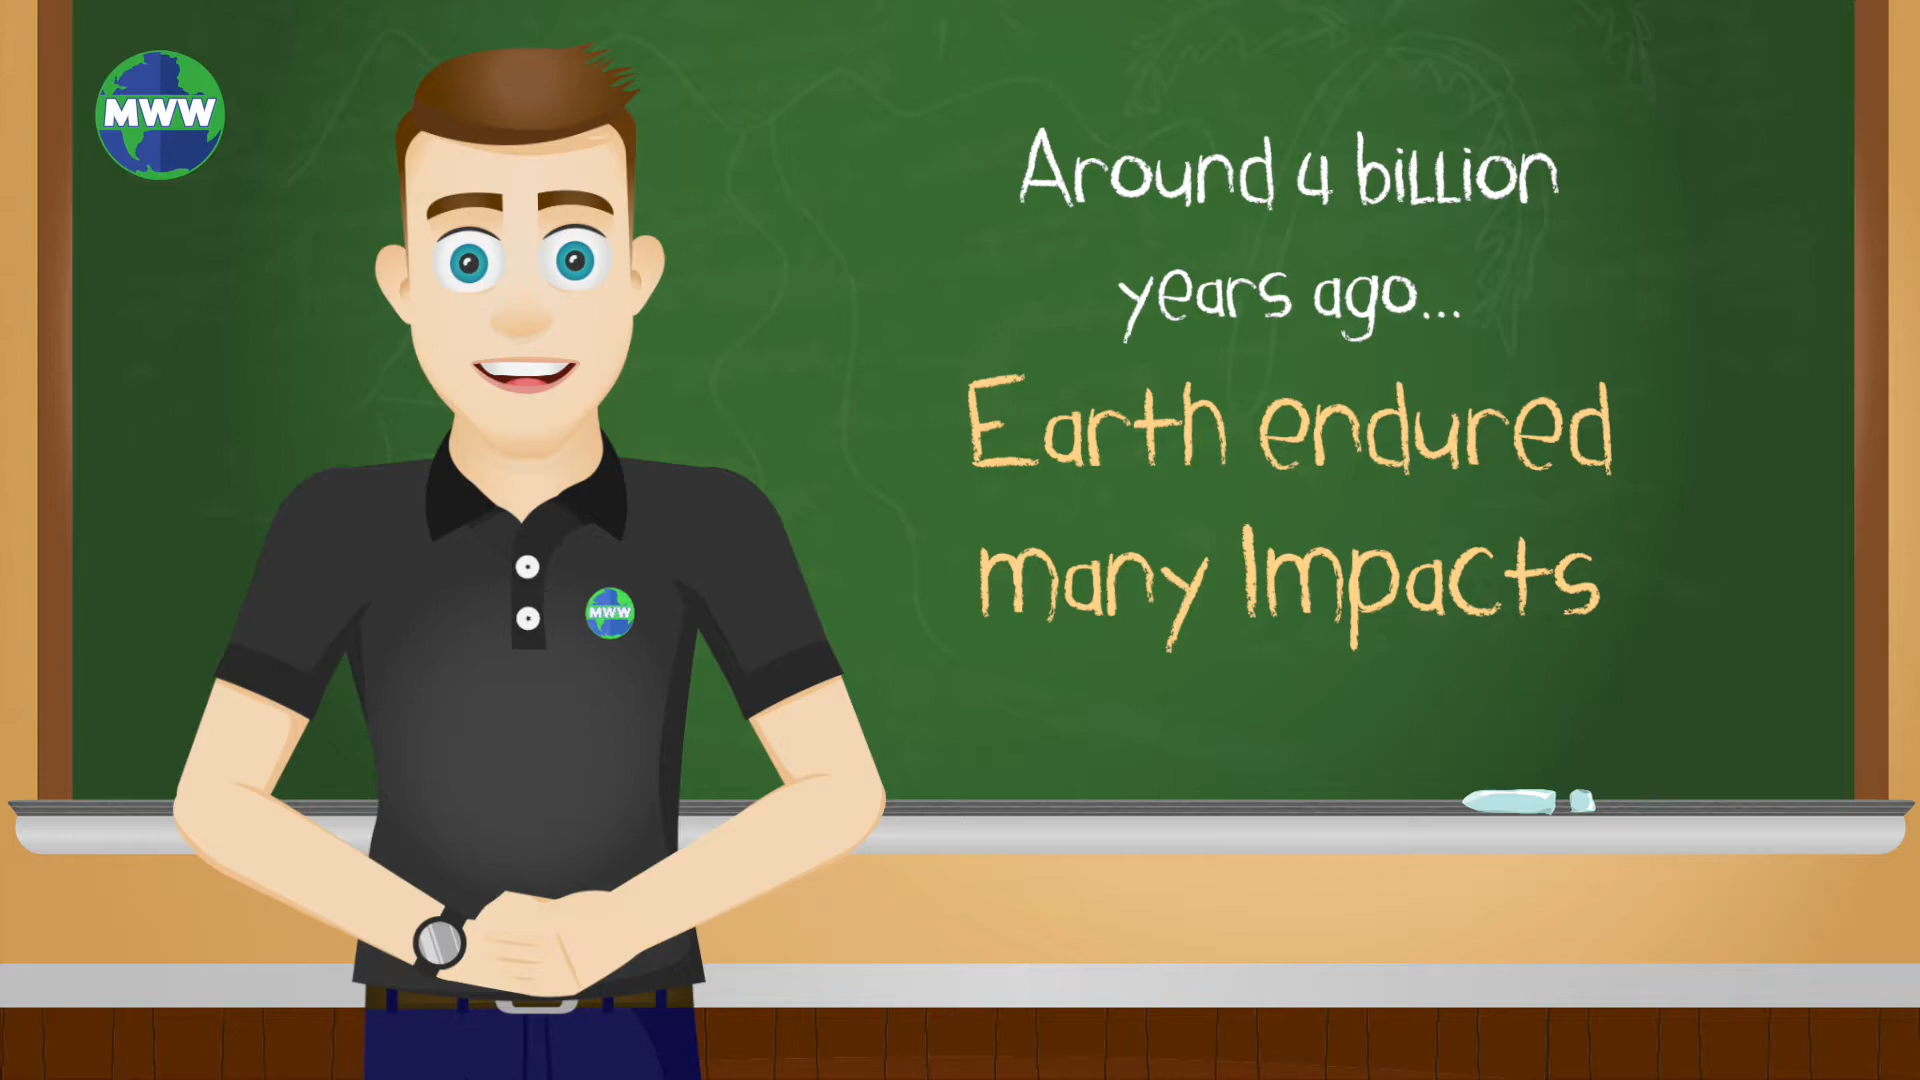 MWW
Around 4 billion
years ago...
Earth endured
many Impacts
MWW